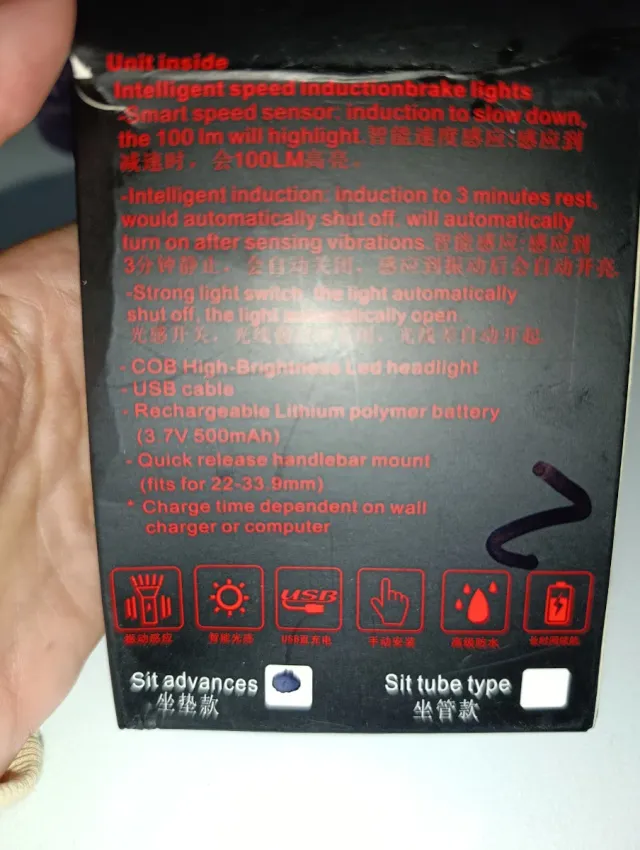 Unit inside
Intelligent speed inductionbrake lights
-Smart speed sensor: induction to slow down,
the 100 lm will highlight.智能速度感应:感应到
减速时，会100LM高亮。
-Intelligent induction: induction to 3 minutes rest,
would automatically shut off, will automatically
turn on after sensing vibrations.智能感应:感应到
3分钟静止，会自动关闭，感应到振动后会自动开亮
-Strong light switch, the light automatically
shut off, the light automatically open
光感开关，光线
- COB High-Brightness Led headlight
- USB cable
- Rechargeable Lithium polymer battery
(3.7V 500mAh)
- Quick release handlebar mount
(fits for 22-33.9mm)
* Charge time dependent on wall
charger or computer
USB
振动感应 智能光感 USB直充电 手动安装
Sit advances Sit tube type
坐垫款 坐管款